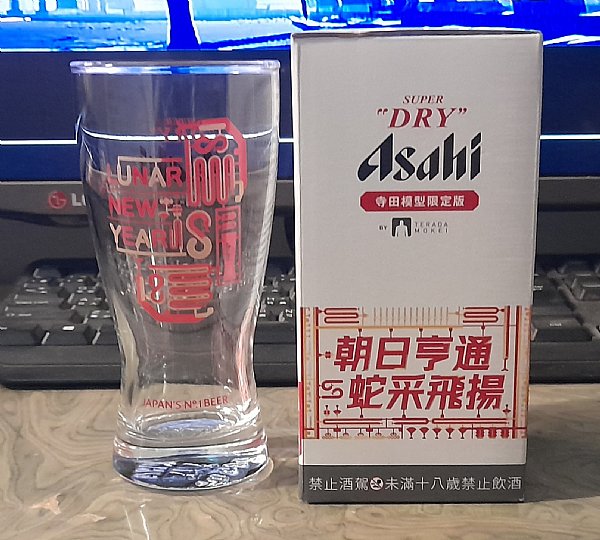 LUNAR
NEW
YEAR
JAPAN'S No1 BEER
LG
SUPER
"DRY"
Asahi
寺田模型限定版
BY TERADA
MOKEI
朝日亨通
蛇采飛揚
禁止酒駕 未滿十八歲禁止飲酒